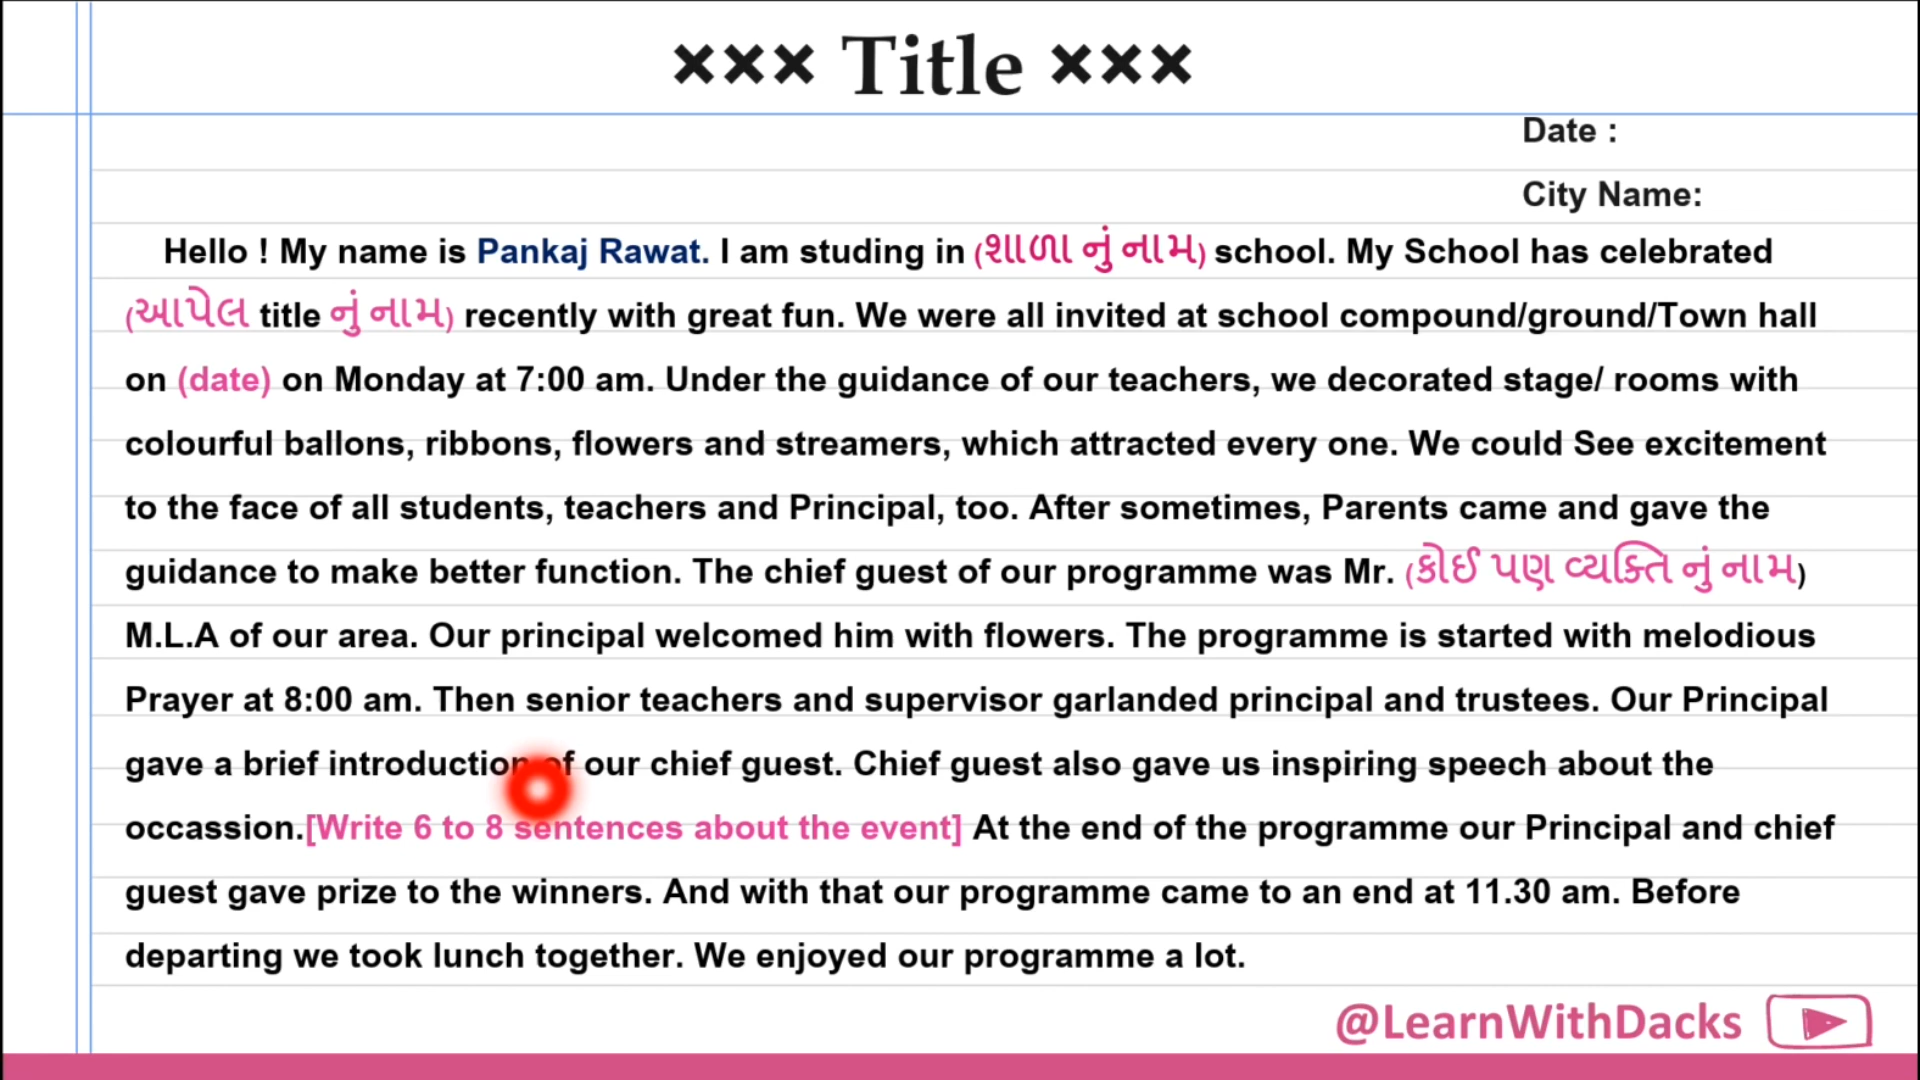 ××× Title ×××
Date :
City Name:
Hello ! My name is Pankaj Rawat. I am studing in (શાળા નું નામ) school. My School has celebrated
(આપેલ title નું નામ) recently with great fun. We were all invited at school compound/ground/Town hall
on (date) on Monday at 7:00 am. Under the guidance of our teachers, we decorated stage/ rooms with
colourful ballons, ribbons, flowers and streamers, which attracted every one. We could See excitement
to the face of all students, teachers and Principal, too. After sometimes, Parents came and gave the
guidance to make better function. The chief guest of our programme was Mr. (કોઈ પણ વ્યક્તિ નું નામ)
M.L.A of our area. Our principal welcomed him with flowers. The programme is started with melodious
Prayer at 8:00 am. Then senior teachers and supervisor garlanded principal and trustees. Our Principal
gave a brief introduction of our chief guest. Chief guest also gave us inspiring speech about the
occassion.[Write 6 to 8 sentences about the event] At the end of the programme our Principal and chief
guest gave prize to the winners. And with that our programme came to an end at 11.30 am. Before
departing we took lunch together. We enjoyed our programme a lot.
@LearnWithDacks